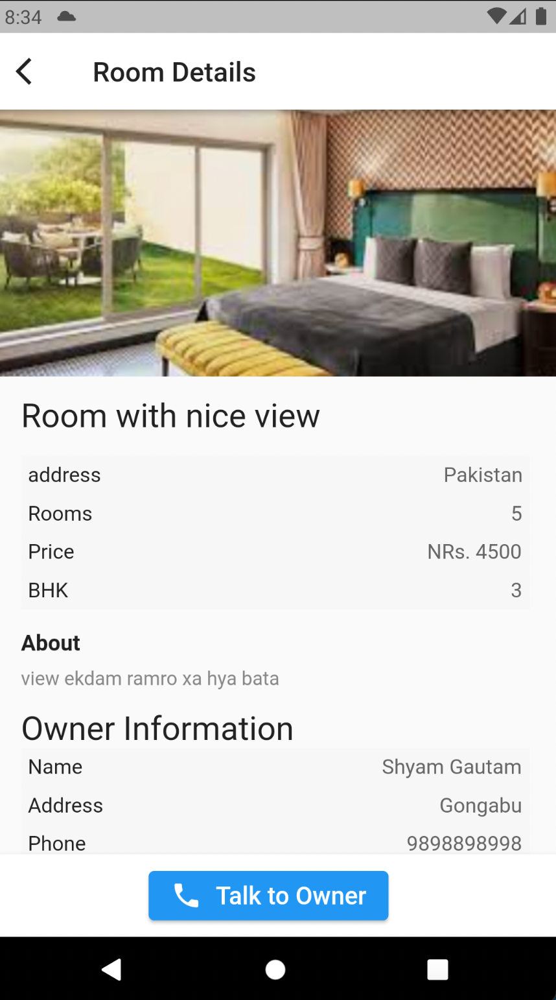 8:34
Room Details
Room with nice view
address Pakistan
Rooms 5
Price NRs. 4500
BHK 3
About
view ekdam ramro xa hya bata
Owner Information
Name Shyam Gautam
Address Gongabu
Phone 9898898998
Talk to Owner